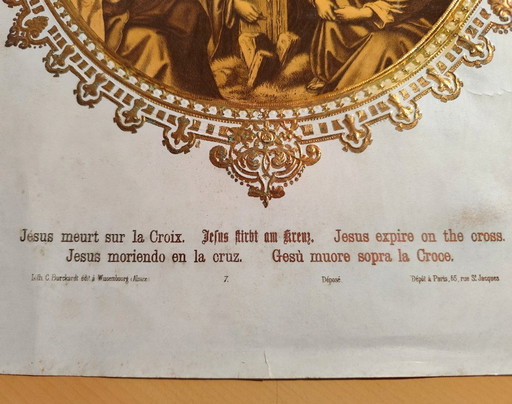 Jésus meurt sur la Croix. Jesus stirbt am Kreuz. Jesus expire on the cross.
Jesus moriendo en la cruz. Gesù muore sopra la Croce.
Lith. C. Burckardt édit. à Wissembourg (Alsace) 7. Déposé. Dépôt à Paris, 65, rue St. Jacques